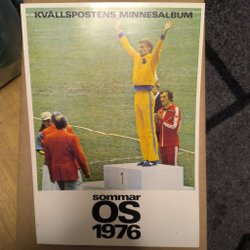 KVÄLLSPOSTENS MINNESALBUM
1
sommar
OS
1976